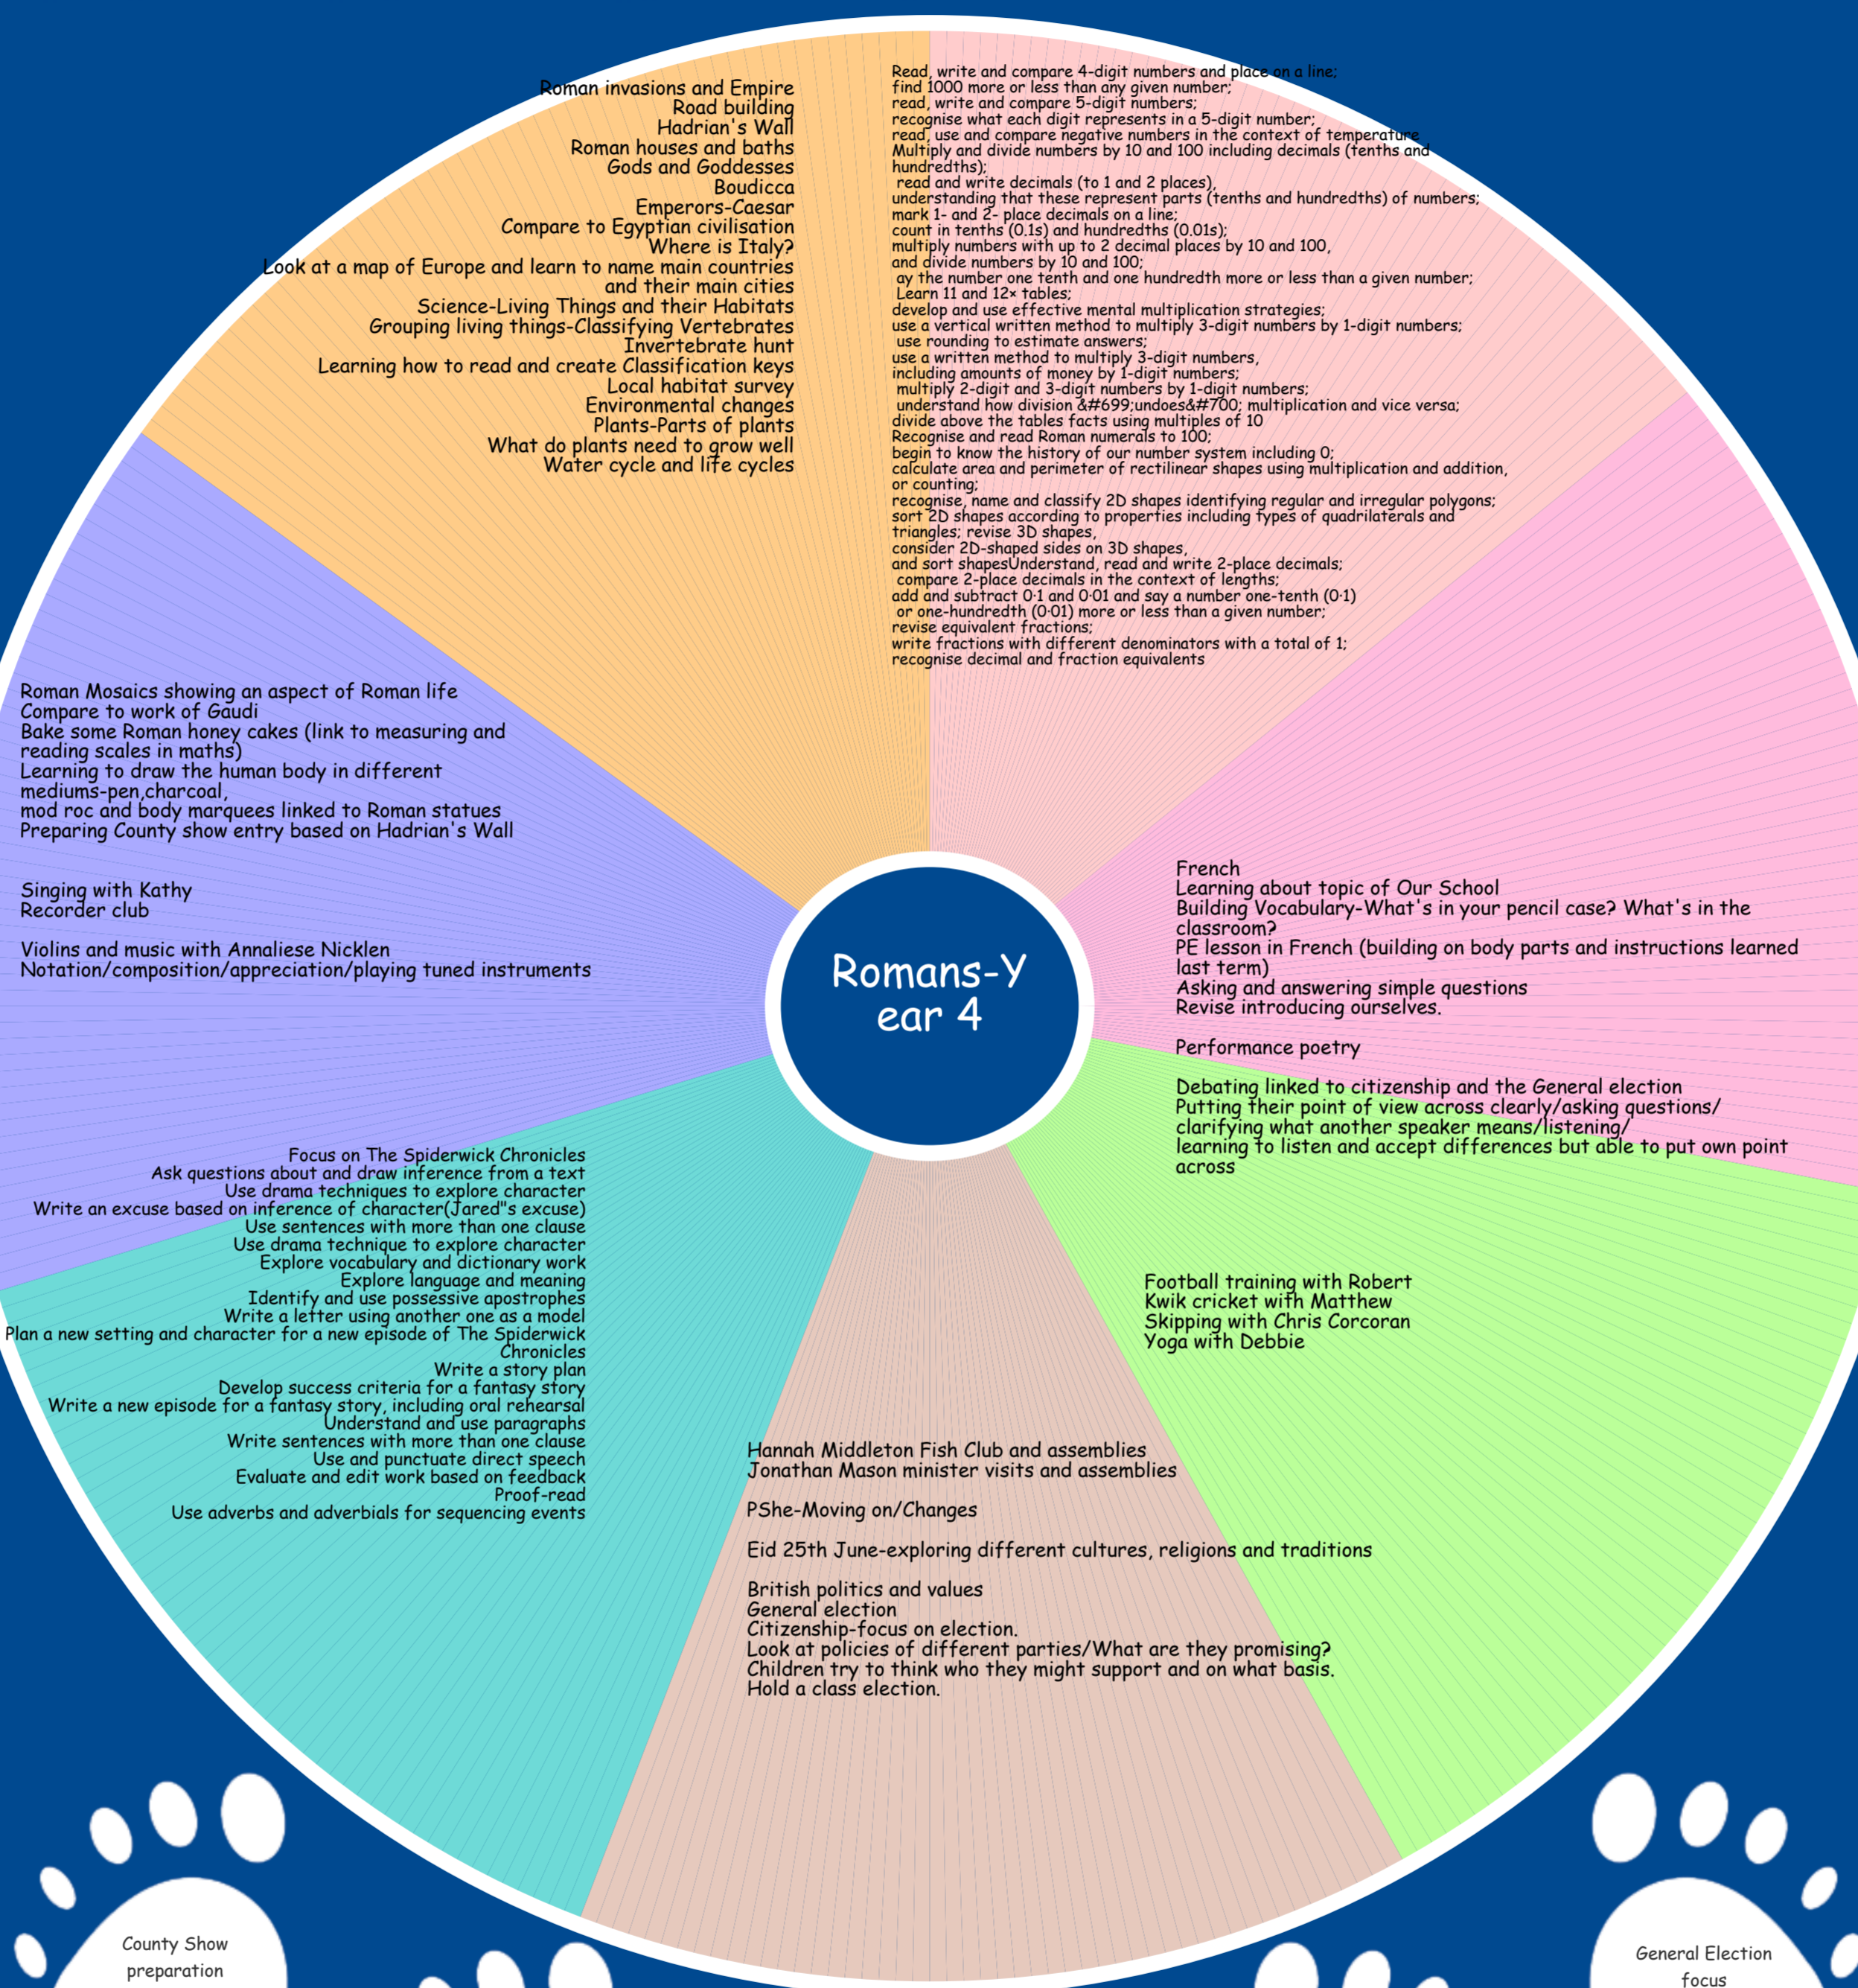 Roman invasions and Empire
Road building
Hadrian's Wall
Roman houses and baths
Gods and Goddesses
Boudicca
Emperors-Caesar
Compare to Egyptian civilisation
Where is Italy?
Look at a map of Europe and learn to name main countries
and their main cities
Science-Living Things and their Habitats
Grouping living things-Classifying Vertebrates
Invertebrate hunt
Learning how to read and create Classification keys
Local habitat survey
Environmental changes
Plants-Parts of plants
What do plants need to grow well
Water cycle and life cycles
Read, write and compare 4-digit numbers and place on a line;
find 1000 more or less than any given number;
read, write and compare 5-digit numbers;
recognise what each digit represents in a 5-digit number;
read, use and compare negative numbers in the context of temperature
Multiply and divide numbers by 10 and 100 including decimals (tenths and
hundredths);
read and write decimals (to 1 and 2 places),
understanding that these represent parts (tenths and hundredths) of numbers;
mark 1- and 2- place decimals on a line;
count in tenths (0.1s) and hundredths (0.01s);
multiply numbers with up to 2 decimal places by 10 and 100,
and divide numbers by 10 and 100;
ay the number one tenth and one hundredth more or less than a given number;
Learn 11 and 12× tables;
develop and use effective mental multiplication strategies;
use a vertical written method to multiply 3-digit numbers by 1-digit numbers;
use rounding to estimate answers;
use a written method to multiply 3-digit numbers,
including amounts of money by 1-digit numbers;
multiply 2-digit and 3-digit numbers by 1-digit numbers;
understand how division &#699;undoes&#700; multiplication and vice versa;
divide above the tables facts using multiples of 10
Recognise and read Roman numerals to 100;
begin to know the history of our number system including 0;
calculate area and perimeter of rectilinear shapes using multiplication and addition,
or counting;
recognise, name and classify 2D shapes identifying regular and irregular polygons;
sort 2D shapes according to properties including types of quadrilaterals and
triangles; revise 3D shapes,
consider 2D-shaped sides on 3D shapes,
and sort shapesUnderstand, read and write 2-place decimals;
compare 2-place decimals in the context of lengths;
add and subtract 0·1 and 0·01 and say a number one-tenth (0·1)
or one-hundredth (0·01) more or less than a given number;
revise equivalent fractions;
write fractions with different denominators with a total of 1;
recognise decimal and fraction equivalents
Roman Mosaics showing an aspect of Roman life
Compare to work of Gaudi
Bake some Roman honey cakes (link to measuring and
reading scales in maths)
Learning to draw the human body in different
mediums-pen,charcoal,
mod roc and body marquees linked to Roman statues
Preparing County show entry based on Hadrian's Wall
Singing with Kathy
Recorder club
Violins and music with Annaliese Nicklen
Notation/composition/appreciation/playing tuned instruments
Romans-Y
ear 4
French
Learning about topic of Our School
Building Vocabulary-What's in your pencil case? What's in the
classroom?
PE lesson in French (building on body parts and instructions learned
last term)
Asking and answering simple questions
Revise introducing ourselves.
Performance poetry
Debating linked to citizenship and the General election
Putting their point of view across clearly/asking questions/
clarifying what another speaker means/listening/
learning to listen and accept differences but able to put own point
across
Focus on The Spiderwick Chronicles
Ask questions about and draw inference from a text
Use drama techniques to explore character
Write an excuse based on inference of character(Jared"s excuse)
Use sentences with more than one clause
Use drama technique to explore character
Explore vocabulary and dictionary work
Explore language and meaning
Identify and use possessive apostrophes
Write a letter using another one as a model
Plan a new setting and character for a new episode of The Spiderwick
Chronicles
Write a story plan
Develop success criteria for a fantasy story
Write a new episode for a fantasy story, including oral rehearsal
Understand and use paragraphs
Write sentences with more than one clause
Use and punctuate direct speech
Evaluate and edit work based on feedback
Proof-read
Use adverbs and adverbials for sequencing events
Football training with Robert
Kwik cricket with Matthew
Skipping with Chris Corcoran
Yoga with Debbie
Hannah Middleton Fish Club and assemblies
Jonathan Mason minister visits and assemblies
PShe-Moving on/Changes
Eid 25th June-exploring different cultures, religions and traditions
British politics and values
General election
Citizenship-focus on election.
Look at policies of different parties/What are they promising?
Children try to think who they might support and on what basis.
Hold a class election.
County Show
preparation
General Election
focus